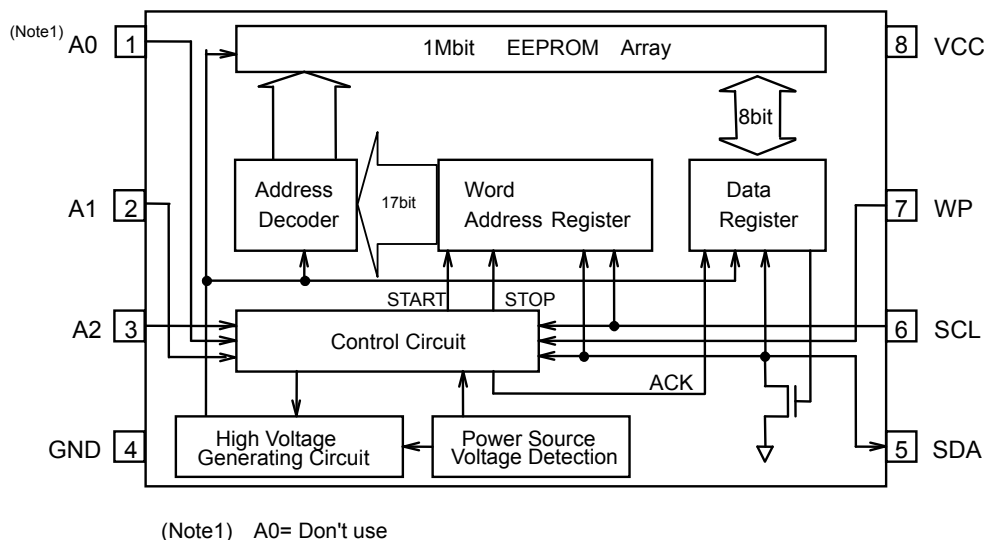 (Note1) A0 1
1Mbit EEPROM Array
8 VCC
8bit
A1 2
Address
Decoder
17bit
Word
Address Register
Data
Register
7 WP
START
STOP
A2 3
Control Circuit
6 SCL
ACK
GND 4
High Voltage
Generating Circuit
Power Source
Voltage Detection
5 SDA
(Note1) A0= Don't use